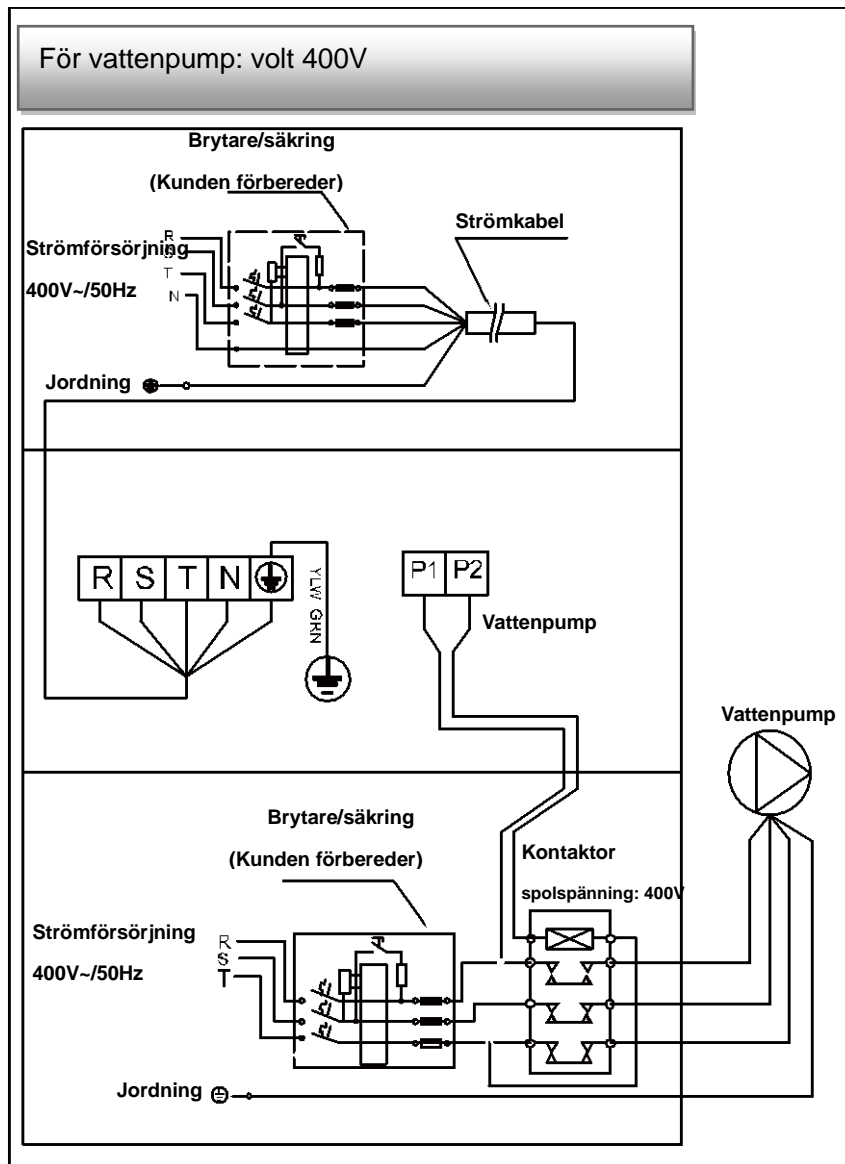 För vattenpump: volt 400V
Brytare/säkring
(Kunden förbereder)
Strömkabel
R
Strömförsörjning
S
T
400V~/50Hz
N
Jordning
R S T N
YLW GRN
P1 P2
Vattenpump
Vattenpump
Brytare/säkring
(Kunden förbereder)
Kontaktor
spolspänning: 400V
Strömförsörjning
R
S
400V~/50Hz
T
Jordning